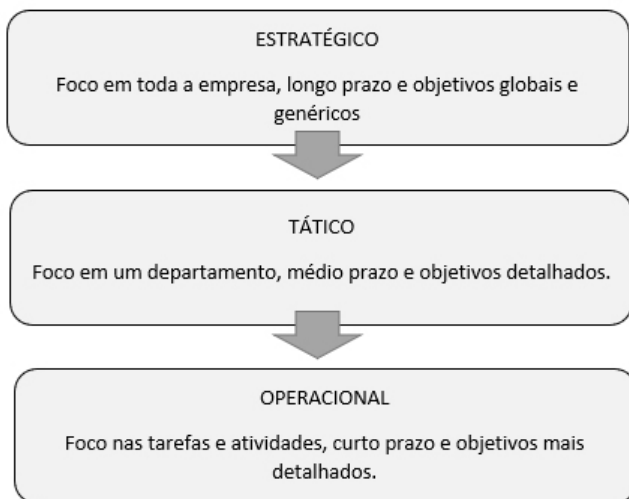 ESTRATÉGICO
Foco em toda a empresa, longo prazo e objetivos globais e
genéricos
TÁTICO
Foco em um departamento, médio prazo e objetivos detalhados.
OPERACIONAL
Foco nas tarefas e atividades, curto prazo e objetivos mais
detalhados.